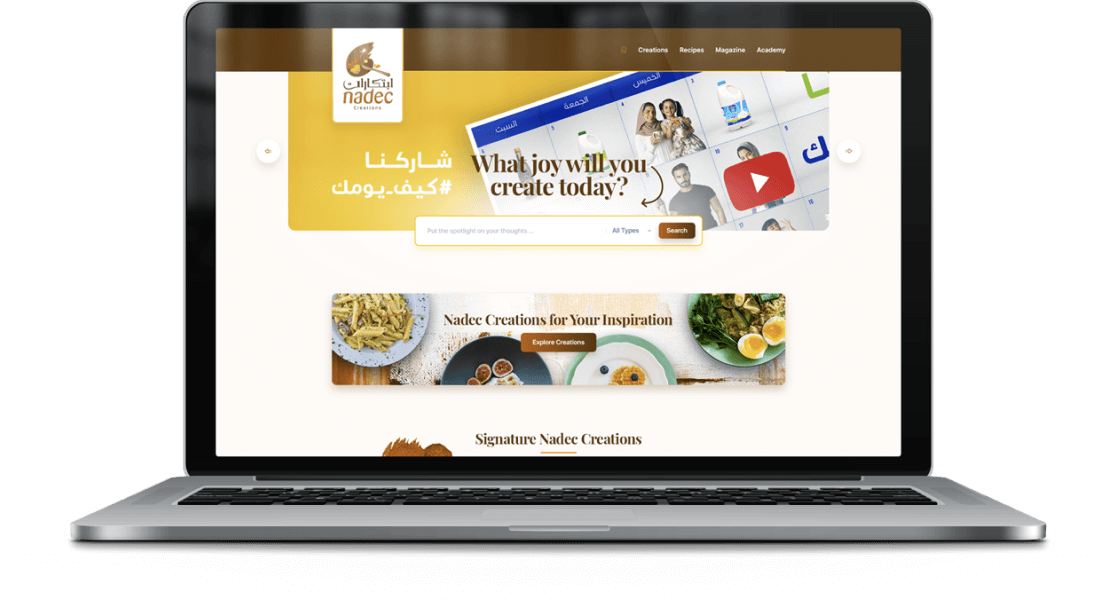 ابتكارات
nadec
Creations
Creations
Recipes
Magazine
Academy
السبت
الجمعة
الخميس
شاركنا
#كيف_يومك
What joy will you
create today?
Put the spotlight on your thoughts ...
All Types
Search
Nadec Creations for Your Inspiration
Explore Creations
Signature Nadec Creations